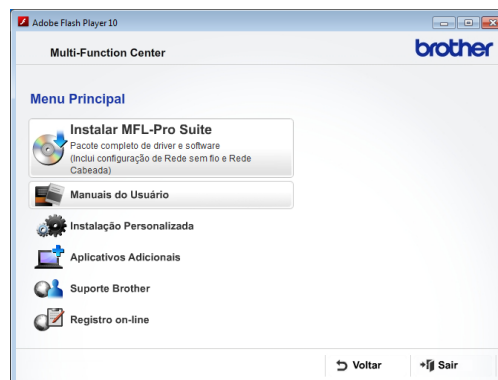 Adobe Flash Player 10
Multi-Function Center
brother
Menu Principal
Instalar MFL-Pro Suite
Pacote completo de driver e software
(Inclui configuração de Rede sem fio e Rede
Cabeada)
Manuais do Usuário
Instalação Personalizada
Aplicativos Adicionais
Suporte Brother
Registro on-line
Voltar
Sair